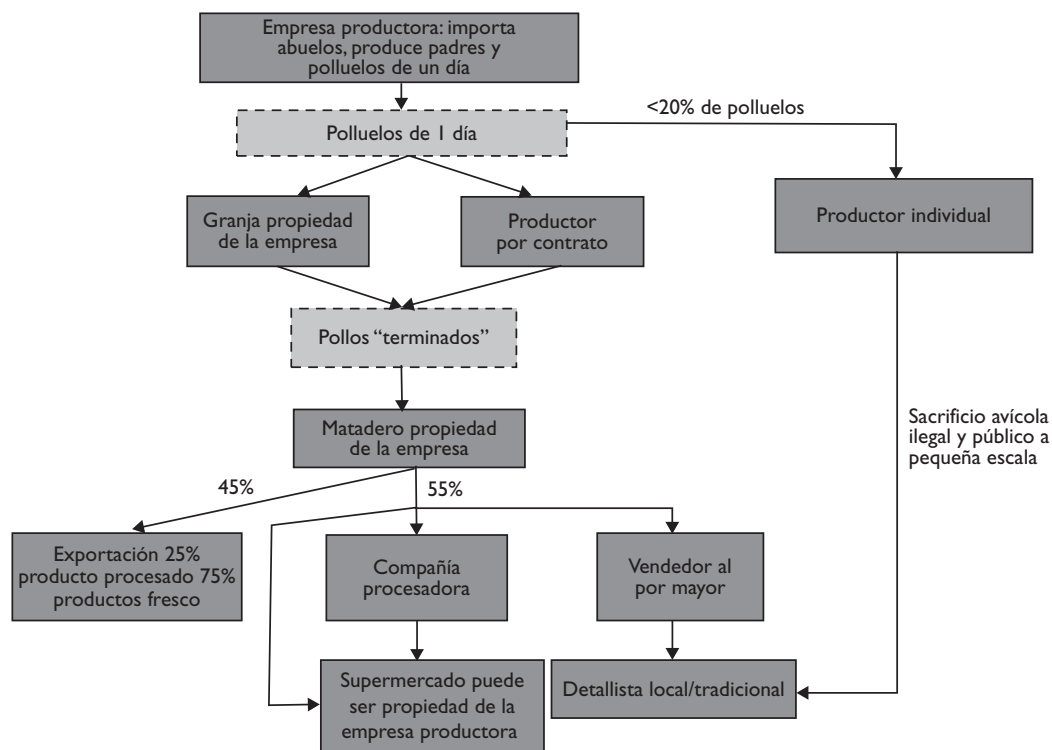 Empresa productora: importa
abuelos, produce padres y
polluelos de un día
<20% de polluelos
Polluelos de 1 día
Granja propiedad
de la empresa
Productor
por contrato
Productor individual
Pollos “terminados”
Matadero propiedad
de la empresa
Sacrificio avícola
ilegal y público a
pequeña escala
45%
55%
Exportación 25%
producto procesado 75%
productos fresco
Compañía
procesadora
Vendedor al
por mayor
Supermercado puede
ser propiedad de la
empresa productora
Detallista local/tradicional